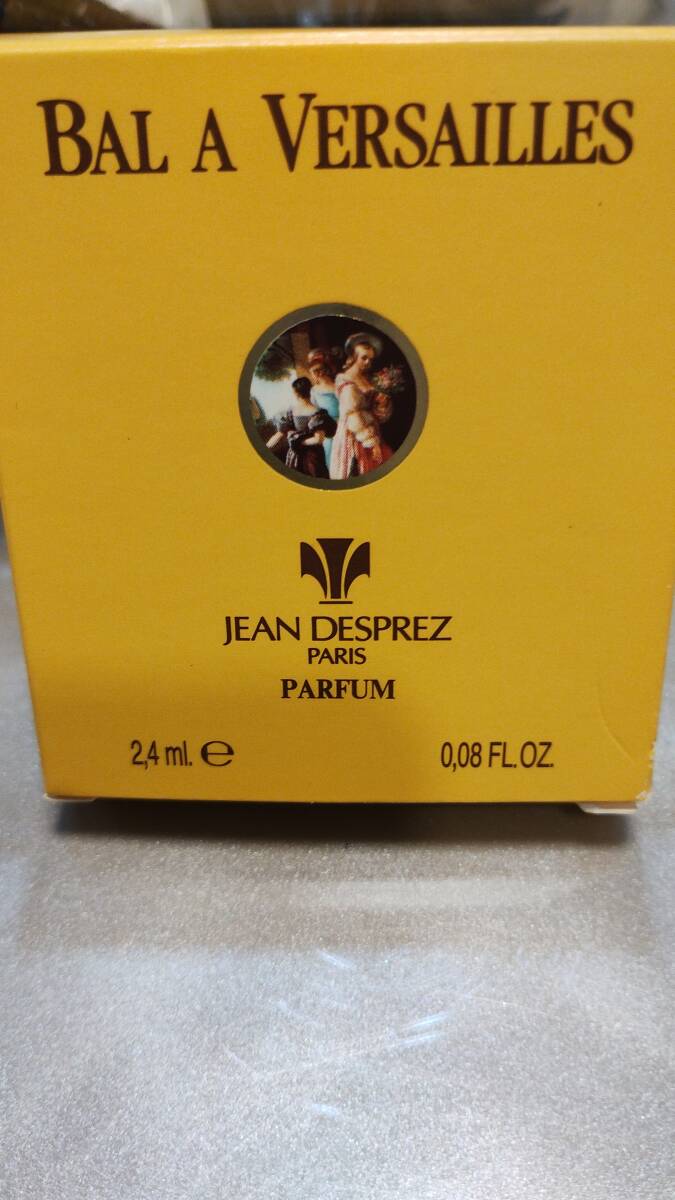 BAL A VERSAILLES
JEAN DESPREZ
PARIS
PARFUM
2,4 ml. ℮
0,08 FL.OZ.